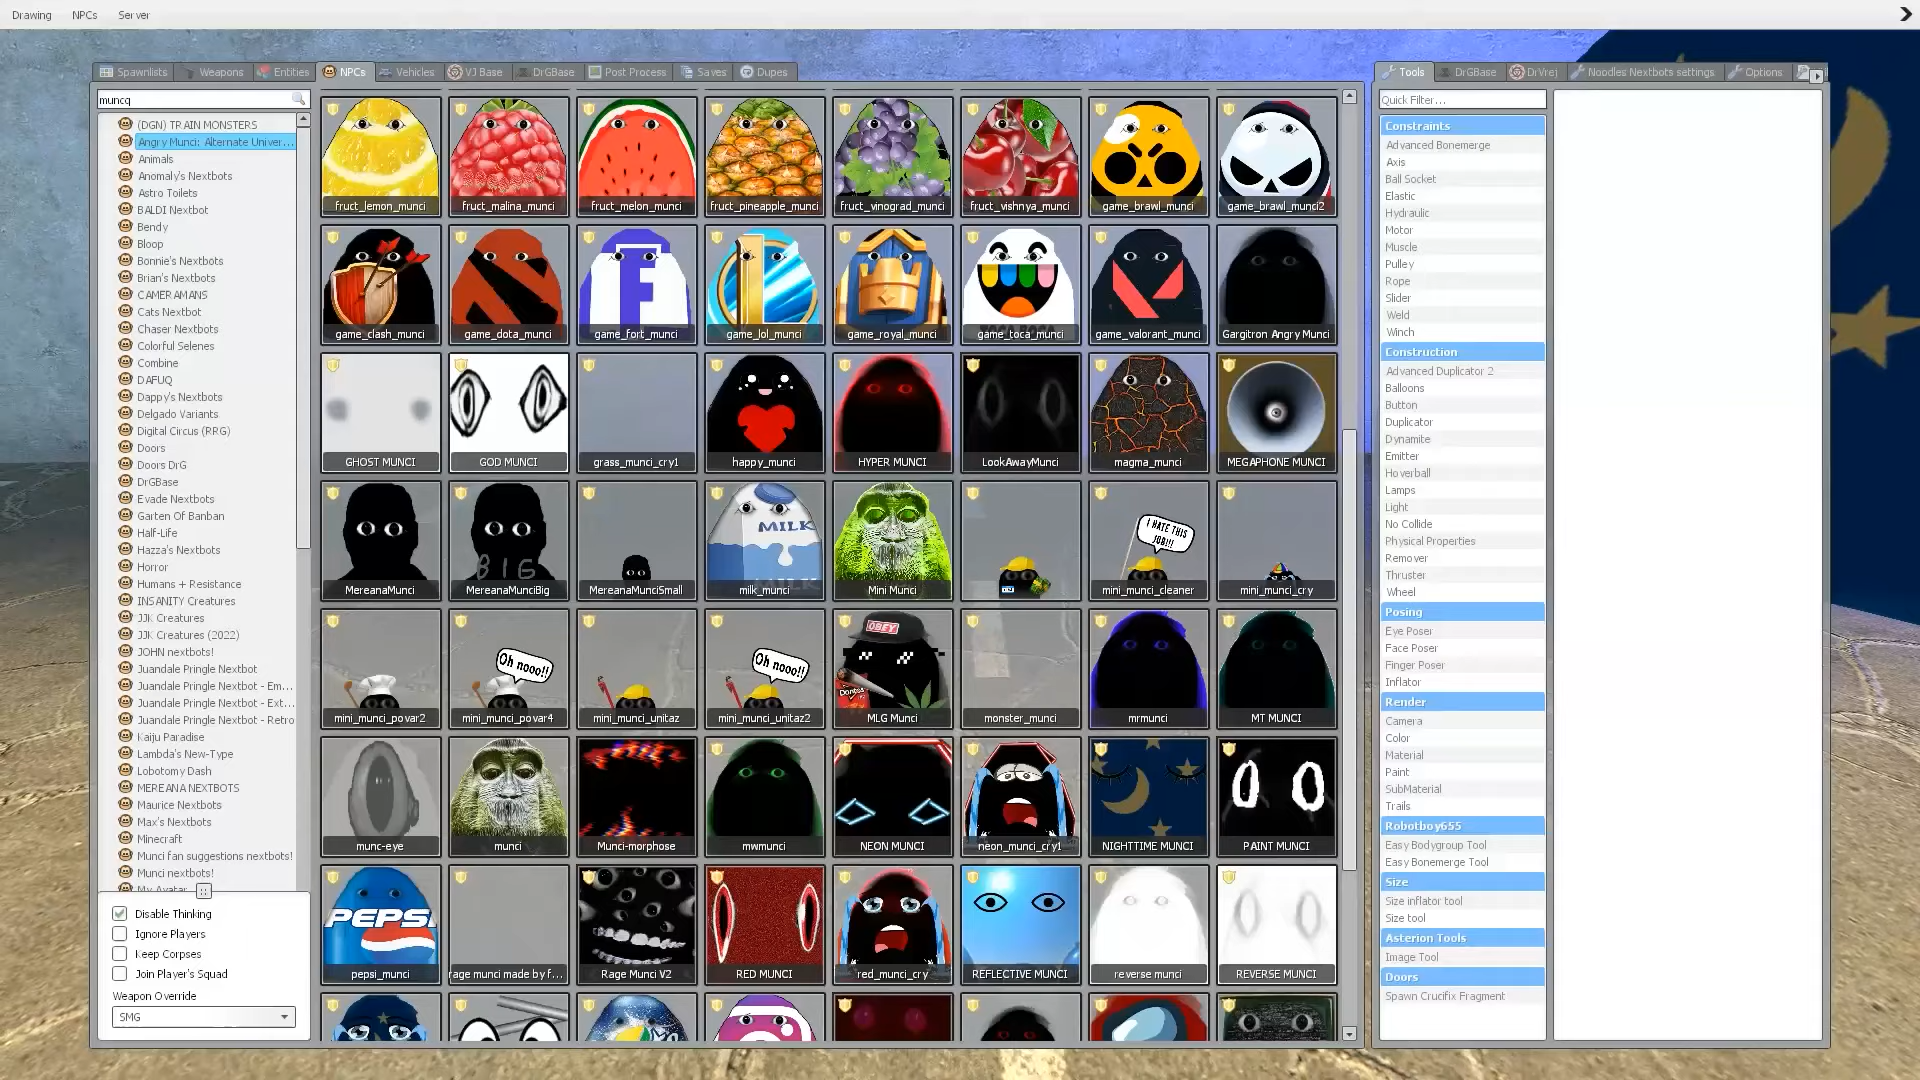 Drawing NPCs Server
Spawnlists Weapons Entities NPCs Vehicles VJ Base DrGBase Post Process Saves Dupes
muncq
(DGN) TRAIN MONSTERS
Angry Munci: Alternate Univer...
Animals
Anomaly's Nextbots
Astro Toilets
BALDI Nextbot
Bendy
Bloop
Bonnie's Nextbots
Brian's Nextbots
CAMERAMANS
Cats Nextbot
Chaser Nextbots
Colorful Selenes
Combine
DAFUQ
Dappy's Nextbots
Delgado Variants
Digital Circus (RRG)
Doors
Doors DrG
DrGBase
Evade Nextbots
Garten Of Banban
Half-Life
Hazza's Nextbots
Horror
Humans + Resistance
INSANITY Creatures
JJK Creatures
JJK Creatures (2022)
JOHN nextbots!
Juandale Pringle Nextbot
Juandale Pringle Nextbot - Em...
Juandale Pringle Nextbot - Ext...
Juandale Pringle Nextbot - Retro
Kaiju Paradise
Lambda's New-Type
Lobotomy Dash
MEREANA NEXTBOTS
Maurice Nextbots
Max's Nextbots
Minecraft
Munci fan suggestions nextbots!
Munci nextbots!
My Avatar
Disable Thinking
Ignore Players
Keep Corpses
Join Player's Squad
Weapon Override
SMG
fruct_lemon_munci fruct_malina_munci fruct_melon_munci fruct_pineapple_munci fruct_vinograd_munci fruct_vishnya_munci game_brawl_munci game_brawl_munci2
F
game_clash_munci game_dota_munci game_fort_munci game_lol_munci game_royal_munci game_toca_munci game_valorant_munci Gargitron Angry Munci
GHOST MUNCI GOD MUNCI grass_munci_cry1 happy_munci HYPER MUNCI LookAwayMunci magma_munci MEGAPHONE MUNCI
BIG
MILK
I HATE THIS
JOB!!!
MereanaMunci MereanaMunciBig MereanaMunciSmall milk_munci Mini Munci mini_munci_cleaner mini_munci_cry
Oh nooo!!
Oh nooo!!
OBEY
Doritos
mini_munci_povar2 mini_munci_povar4 mini_munci_unitaz mini_munci_unitaz2 MLG Munci monster_munci mrmunci MT MUNCI
munc-eye munci Munci-morphose mwmunci NEON MUNCI neon_munci_cry1 NIGHTTIME MUNCI PAINT MUNCI
PEPSI
pepsi_munci rage munci made by f... Rage Munci V2 RED MUNCI red_munci_cry REFLECTIVE MUNCI reverse munci REVERSE MUNCI
Tools DrGBase DrVrej Noodles Nextbots settings Options
Quick Filter...
Constraints
Advanced Bonemerge
Axis
Ball Socket
Elastic
Hydraulic
Motor
Muscle
Pulley
Rope
Slider
Weld
Winch
Construction
Advanced Duplicator 2
Balloons
Button
Duplicator
Dynamite
Emitter
Hoverball
Lamps
Light
No Collide
Physical Properties
Remover
Thruster
Wheel
Posing
Eye Poser
Face Poser
Finger Poser
Inflator
Render
Camera
Color
Material
Paint
SubMaterial
Trails
Robotboy655
Easy Bodygroup Tool
Easy Bonemerge Tool
Size
Size inflator tool
Size tool
Asterion Tools
Image Tool
Doors
Spawn Crucifix Fragment